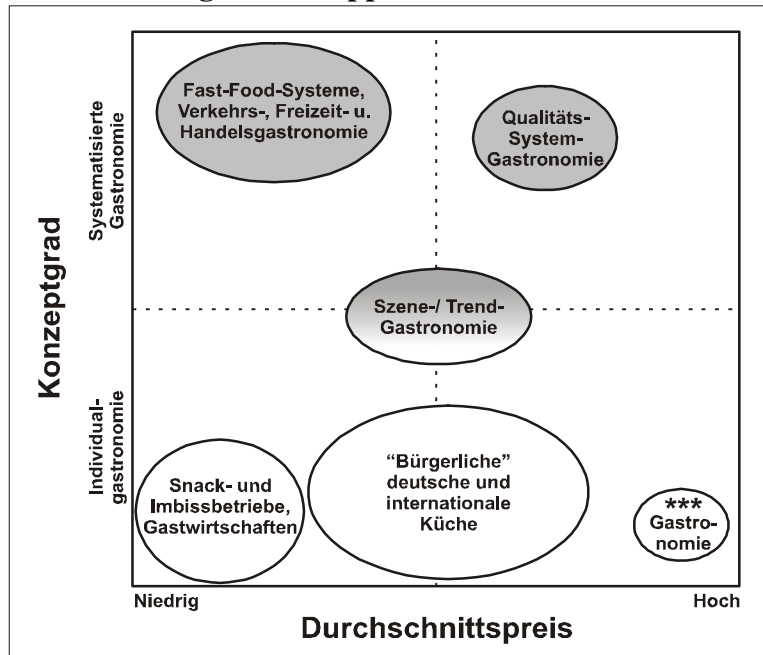 Fast-Food-Systeme,
Verkehrs-, Freizeit- u.
Handelsgastronomie
Qualitäts-
System-
Gastronomie
Systematisierte
Gastronomie
Konzeptgrad
Szene-/ Trend-
Gastronomie
Individual-
gastronomie
Snack- und
Imbissbetriebe,
Gastwirtschaften
“Bürgerliche”
deutsche und
internationale
Küche
***
Gastro-
nomie
Niedrig
Hoch
Durchschnittspreis